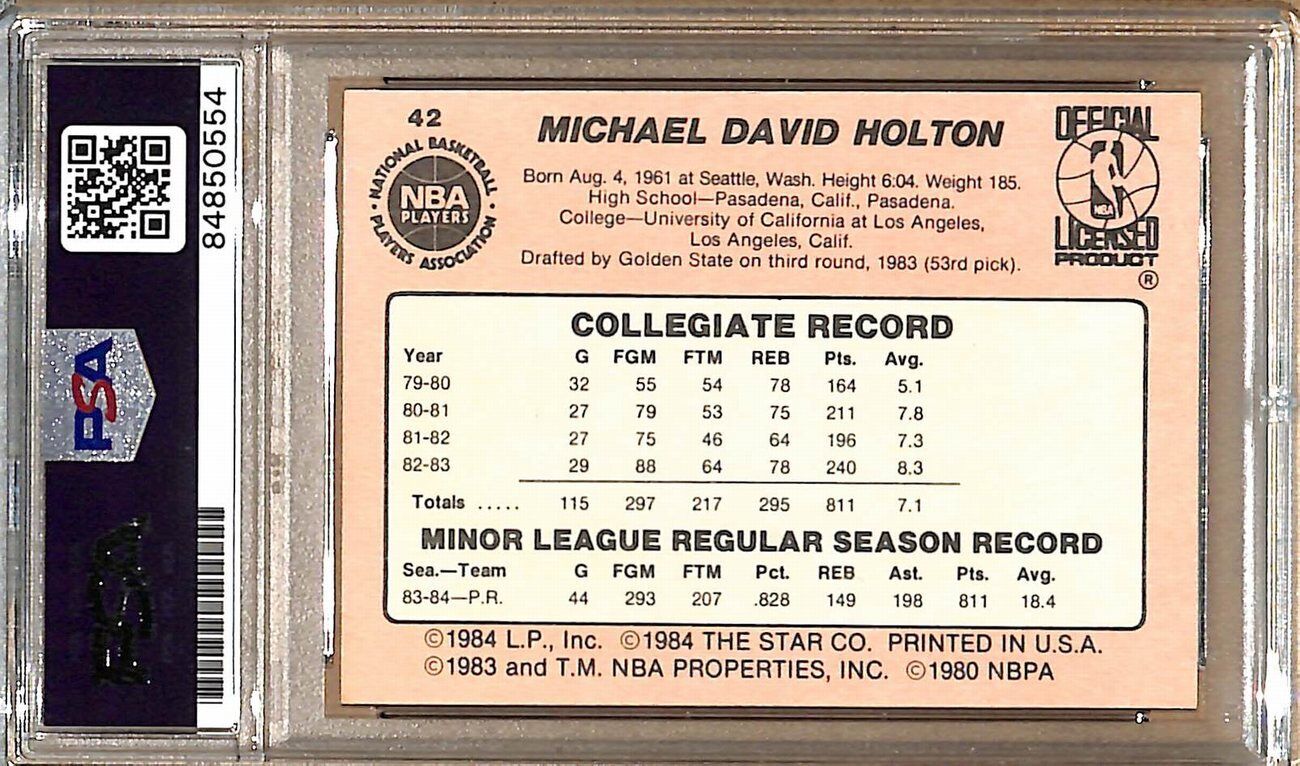 84850554
PSA
PSA
42
NATIONAL BASKETBALL
PLAYERS ASSOCIATION
NBA
PLAYERS
MICHAEL DAVID HOLTON
Born Aug. 4, 1961 at Seattle, Wash. Height 6:04. Weight 185.
High School—Pasadena, Calif., Pasadena.
College—University of California at Los Angeles,
Los Angeles, Calif.
Drafted by Golden State on third round, 1983 (53rd pick).
OFFICIAL
NBA
LICENSED
PRODUCT
®
COLLEGIATE RECORD
Year G FGM FTM REB Pts. Avg.
79-80 32 55 54 78 164 5.1
80-81 27 79 53 75 211 7.8
81-82 27 75 46 64 196 7.3
82-83 29 88 64 78 240 8.3
Totals ..... 115 297 217 295 811 7.1
MINOR LEAGUE REGULAR SEASON RECORD
Sea.—Team G FGM FTM Pct. REB Ast. Pts. Avg.
83-84—P.R. 44 293 207 .828 149 198 811 18.4
©1984 L.P., Inc. ©1984 THE STAR CO. PRINTED IN U.S.A.
©1983 and T.M. NBA PROPERTIES, INC. ©1980 NBPA